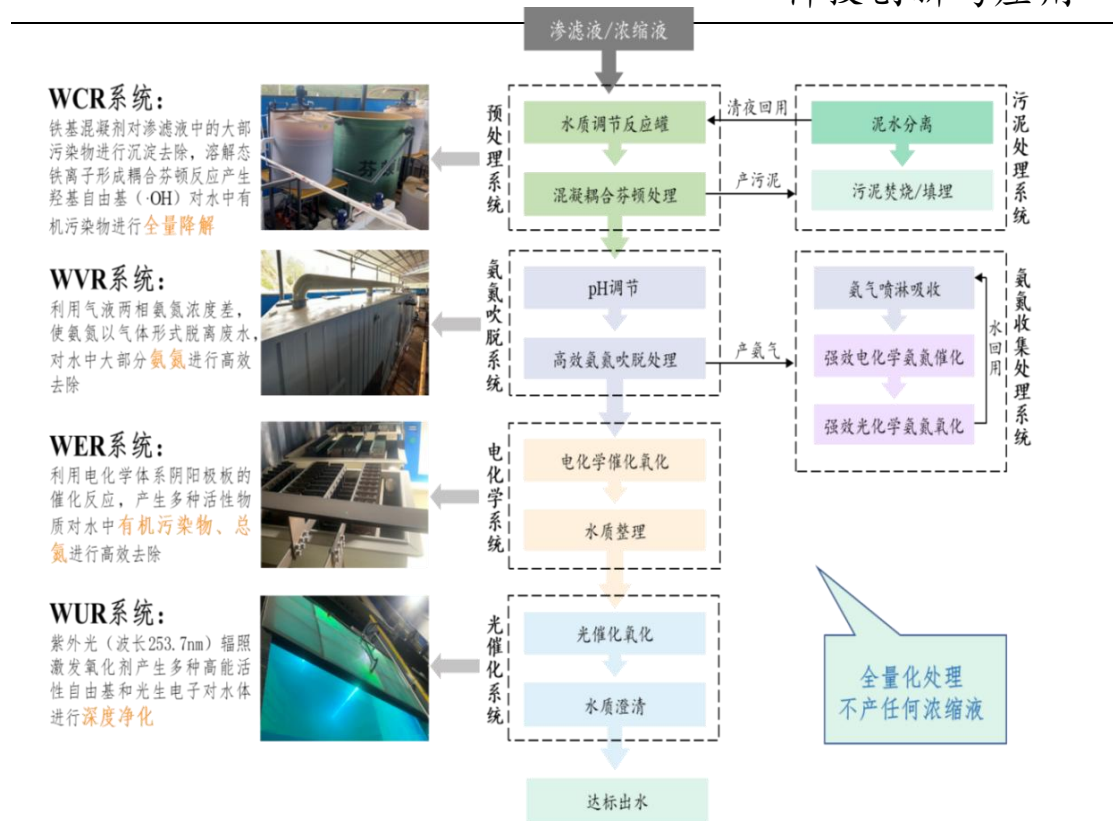 渗滤液/浓缩液
WCR系统：
铁基混凝剂对渗滤液中的大部
污染物进行沉淀去除，溶解态
铁离子形成耦合芬顿反应产生
羟基自由基（·OH）对水中有
机污染物进行全量降解
预处理系统
水质调节反应罐
混凝耦合芬顿处理
清夜回用
产污泥
泥水分离
污泥焚烧/填埋
污泥处理系统
WVR系统：
利用气液两相氨氮浓度差，
使氨氮以气体形式脱离废水，
对水中大部分氨氮进行高效
去除
氨氮吹脱系统
pH调节
高效氨氮吹脱处理
产氨气
氨气喷淋吸收
强效电化学氨氮催化
强效光化学氨氮氧化
水回用
氨氮收集处理系统
WER系统：
利用电化学体系阴阳极板的
催化反应，产生多种活性物
质对水中有机污染物、总
氮进行高效去除
电化学系统
电化学催化氧化
水质整理
WUR系统：
紫外光（波长253.7nm）辐照
激发氧化剂产生多种高能活
性自由基和光生电子对水体
进行深度净化
光催化系统
光催化氧化
水质澄清
全量化处理
不产任何浓缩液
达标出水